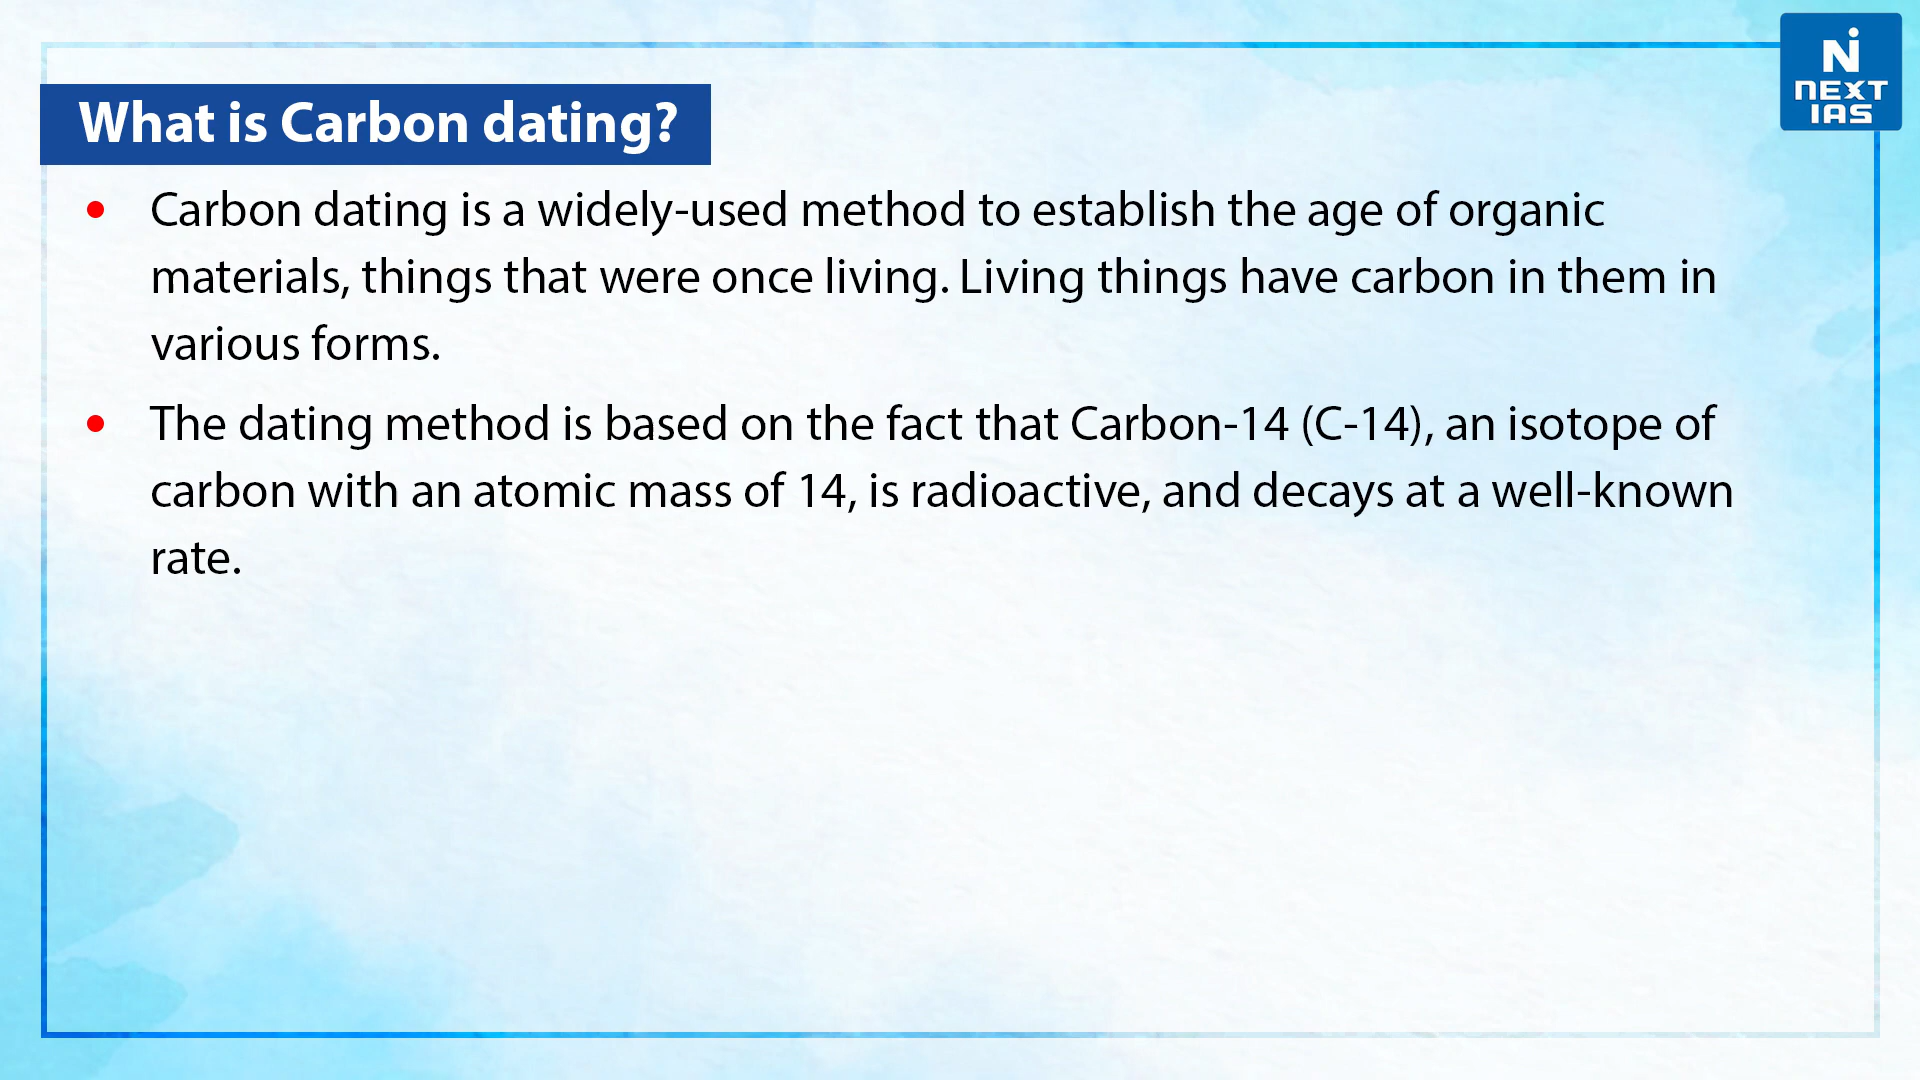 NEXT
IAS
What is Carbon dating?
• Carbon dating is a widely-used method to establish the age of organic
materials, things that were once living. Living things have carbon in them in
various forms.
• The dating method is based on the fact that Carbon-14 (C-14), an isotope of
carbon with an atomic mass of 14, is radioactive, and decays at a well-known
rate.